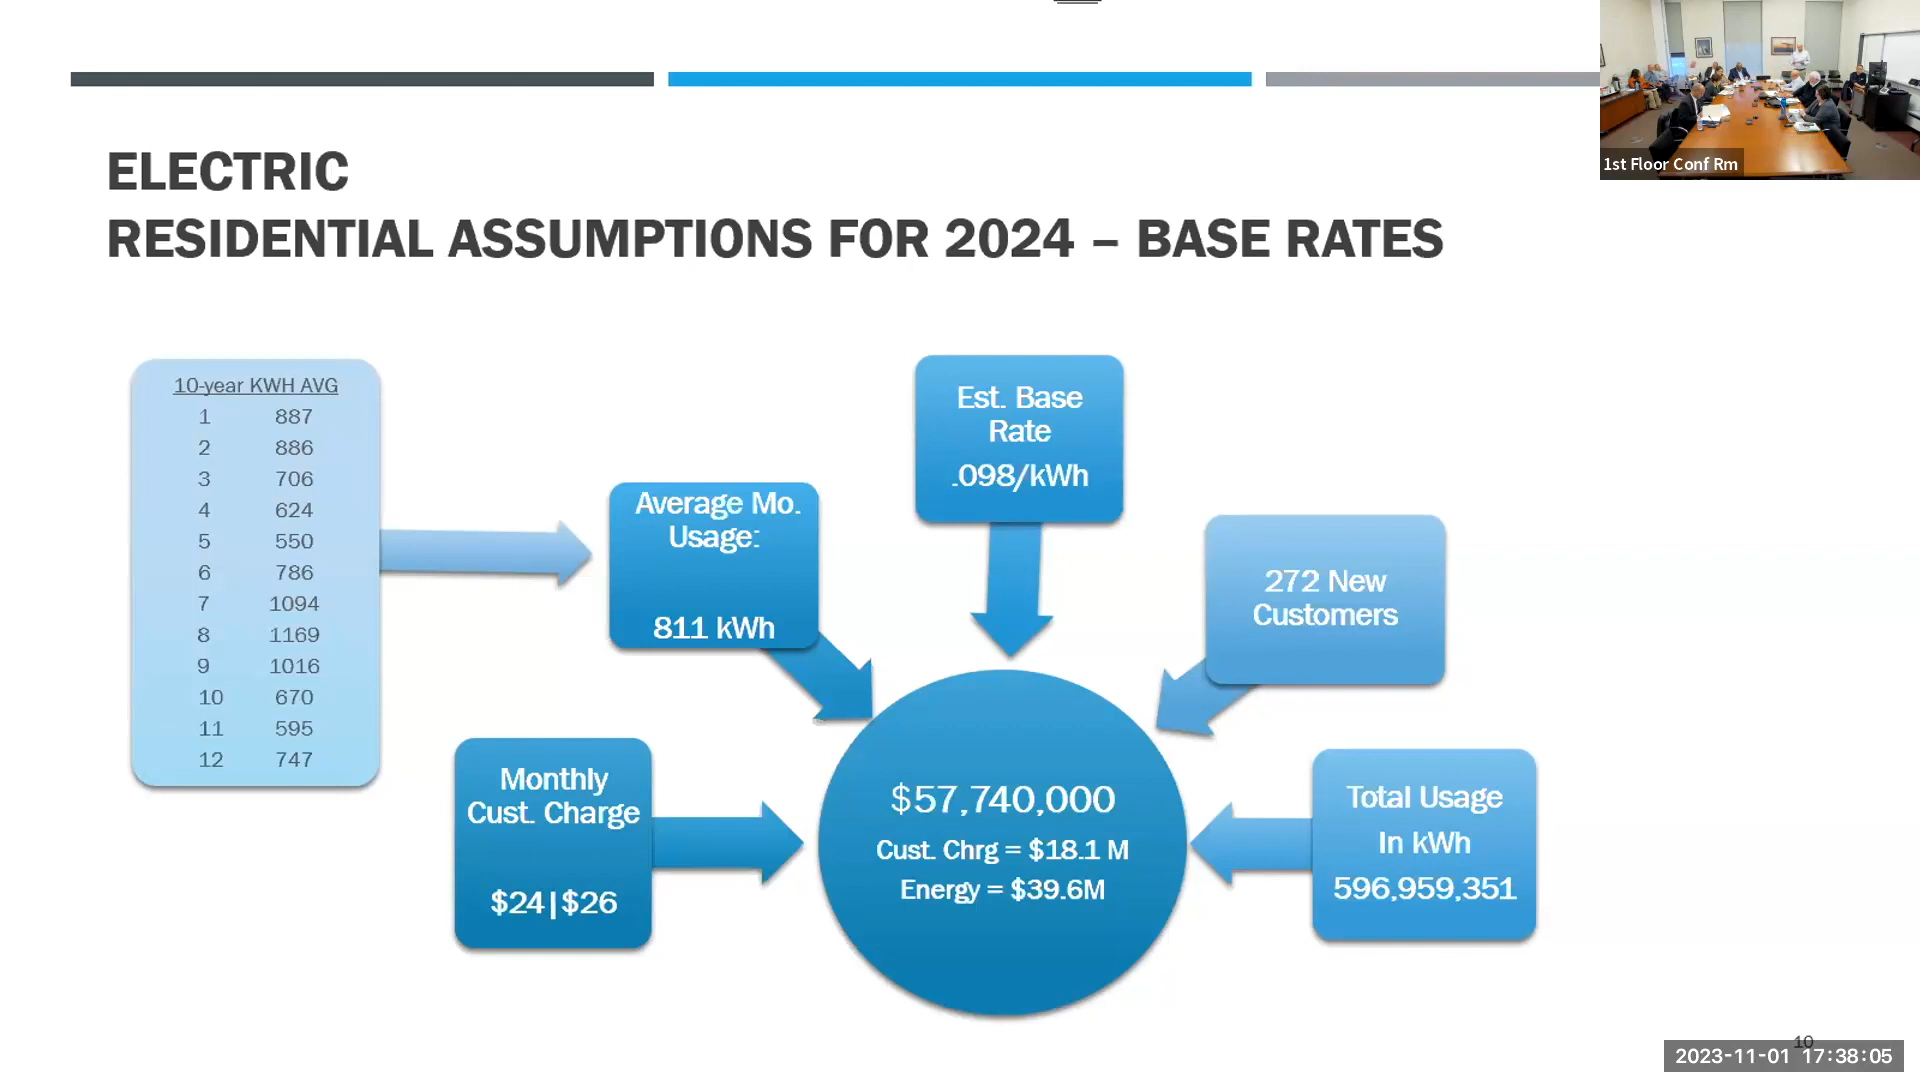 1st Floor Conf Rm
ELECTRIC
RESIDENTIAL ASSUMPTIONS FOR 2024 – BASE RATES
10-year KWH AVG
1 887
2 886
3 706
4 624
5 550
6 786
7 1094
8 1169
9 1016
10 670
11 595
12 747
Average Mo.
Usage:
811 kWh
Est. Base
Rate
.098/kWh
272 New
Customers
Monthly
Cust. Charge
$24|$26
$57,740,000
Cust. Chrg = $18.1 M
Energy = $39.6M
Total Usage
In kWh
596,959,351
10
2023-11-01 17:38:05